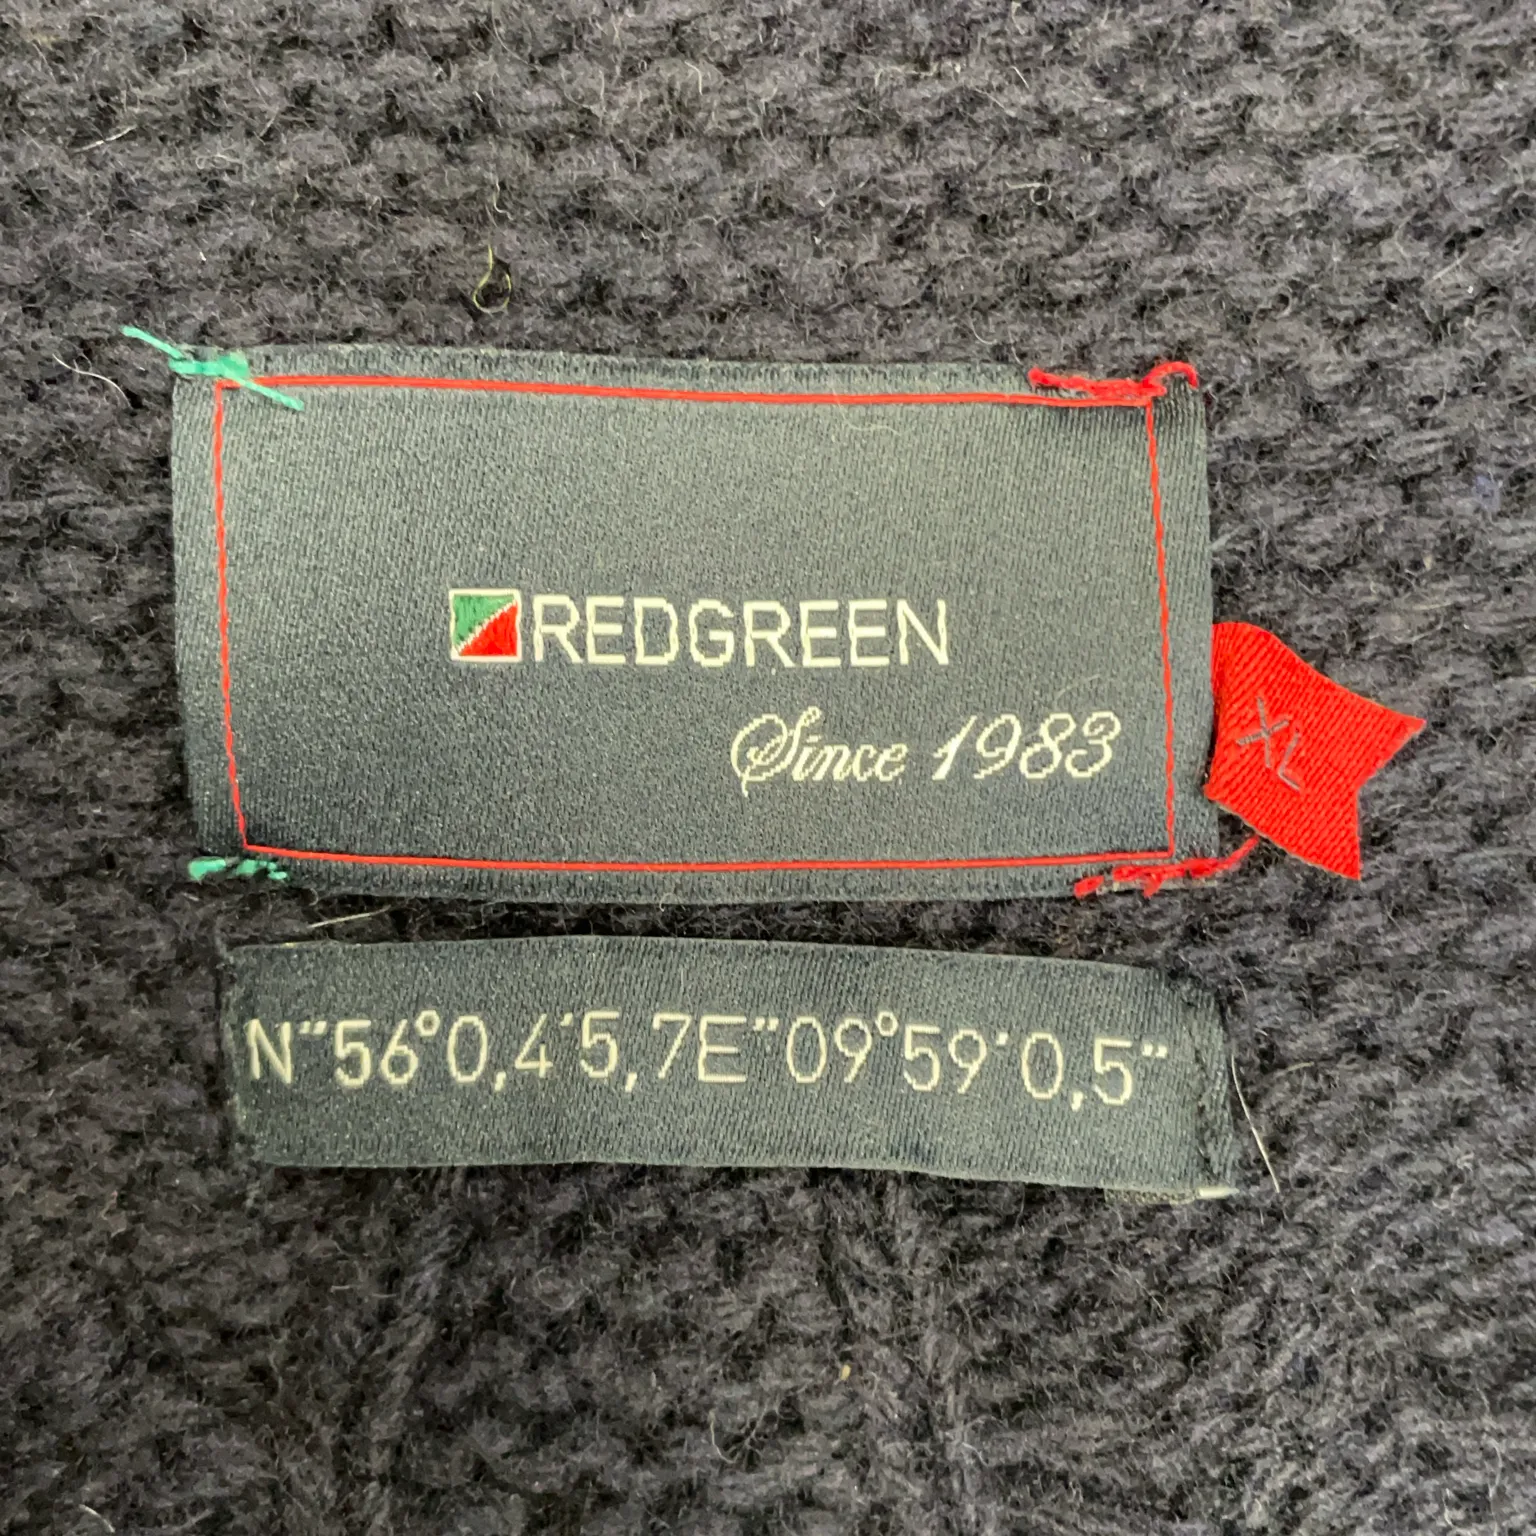 REDGREEN
Since 1983
XL
N"56°0,4'5,7E"09°59'0,5"